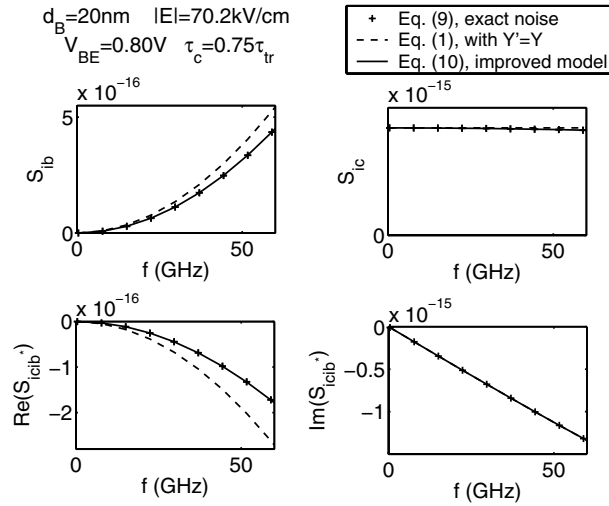 d_B=20nm |E|=70.2kV/cm
V_BE=0.80V τ_c=0.75τ_tr
Eq. (9), exact noise
Eq. (1), with Y'=Y
Eq. (10), improved model
x 10^-16
5
0
S_ib
0 50
f (GHz)
x 10^-15
0
S_ic
0 50
f (GHz)
x 10^-16
0
-1
-2
Re(S_icib*)
0 50
f (GHz)
x 10^-15
0
-0.5
-1
Im(S_icib*)
0 50
f (GHz)